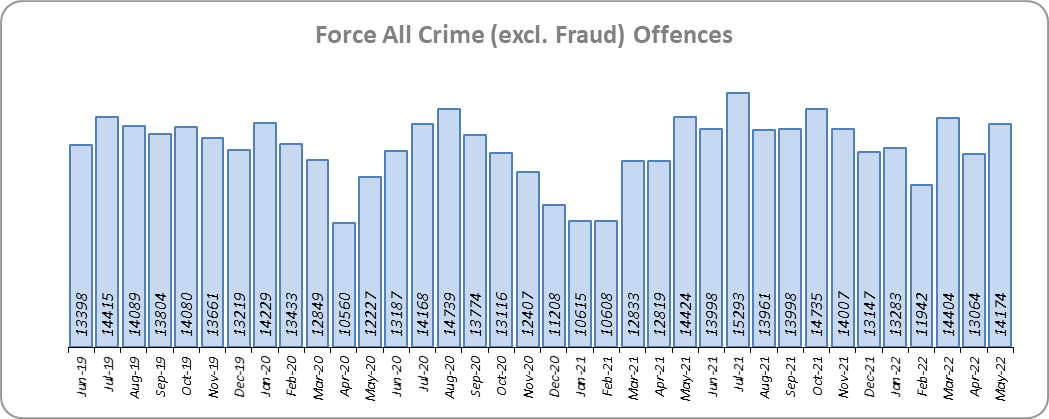 Force All Crime (excl. Fraud) Offences
13398
14415
14089
13804
14080
13661
13219
14229
13433
12849
10560
12227
13187
14168
14739
13774
13116
12407
11208
10615
10608
12833
12819
14424
13998
15293
13961
13998
14735
14007
13147
13283
11942
14404
13064
14174
Jun-19
Jul-19
Aug-19
Sep-19
Oct-19
Nov-19
Dec-19
Jan-20
Feb-20
Mar-20
Apr-20
May-20
Jun-20
Jul-20
Aug-20
Sep-20
Oct-20
Nov-20
Dec-20
Jan-21
Feb-21
Mar-21
Apr-21
May-21
Jun-21
Jul-21
Aug-21
Sep-21
Oct-21
Nov-21
Dec-21
Jan-22
Feb-22
Mar-22
Apr-22
May-22